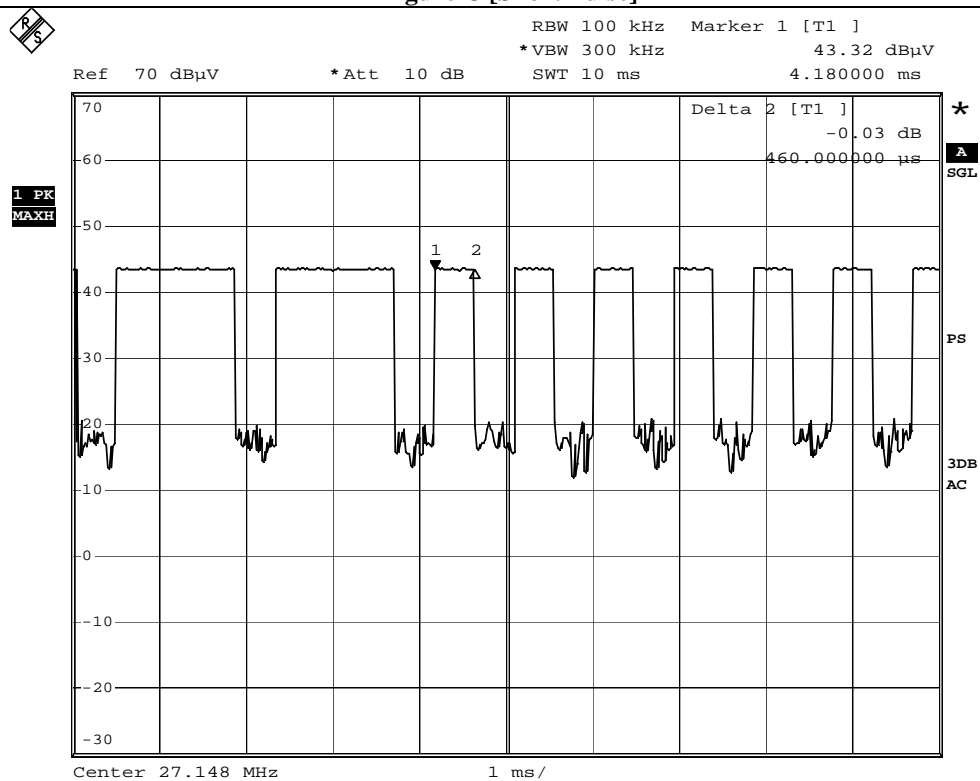 R S
RBW 100 kHz Marker 1 [T1 ]
*VBW 300 kHz 43.32 dBµV
Ref 70 dBµV *Att 10 dB SWT 10 ms 4.180000 ms
70
Delta 2 [T1 ]
-0.03 dB
460.000000 µs
*
A
SGL
60
1 PK
MAXH
50
1 2
40
PS
30
20
3DB
AC
10
0
-10
-20
-30
Center 27.148 MHz 1 ms/